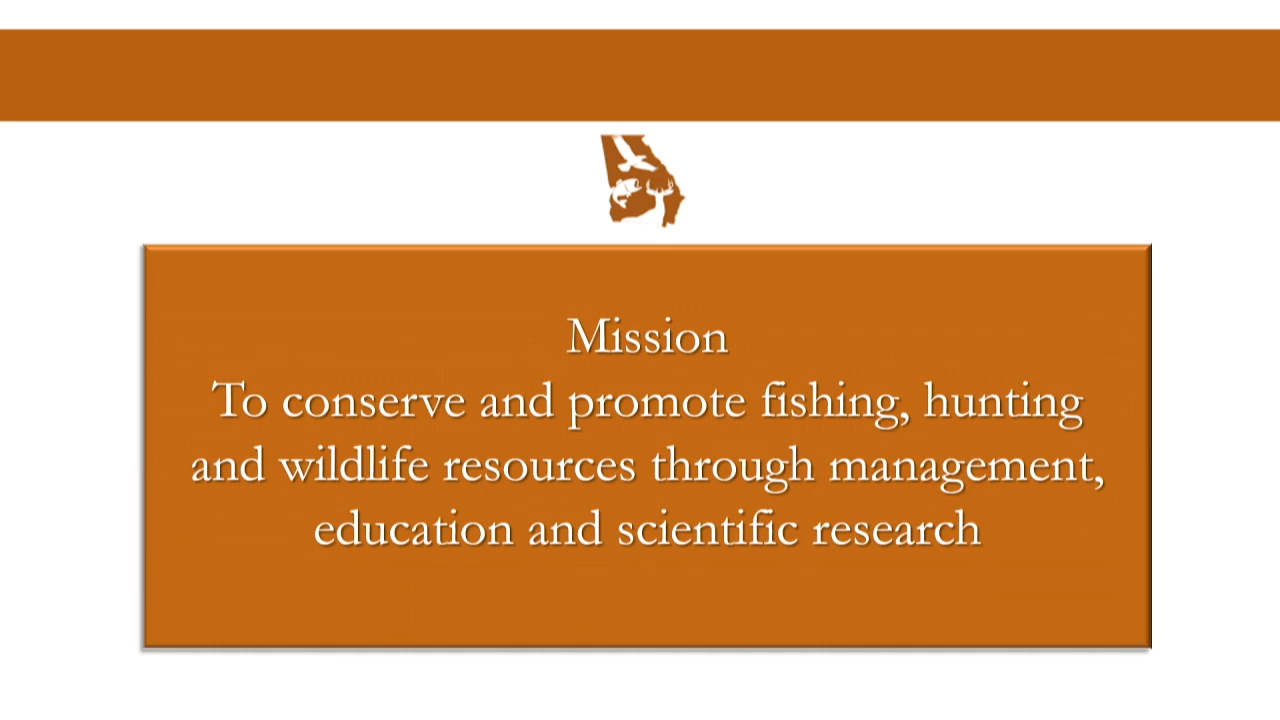 Mission
To conserve and promote fishing, hunting
and wildlife resources through management,
education and scientific research